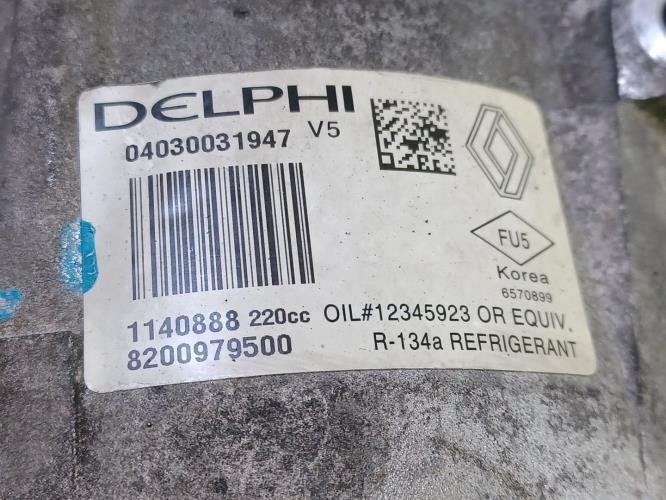 DELPHI
04030031947 V5
FU5
Korea
6570899
1140888 220cc OIL#12345923 OR EQUIV.
8200979500 R-134a REFRIGERANT